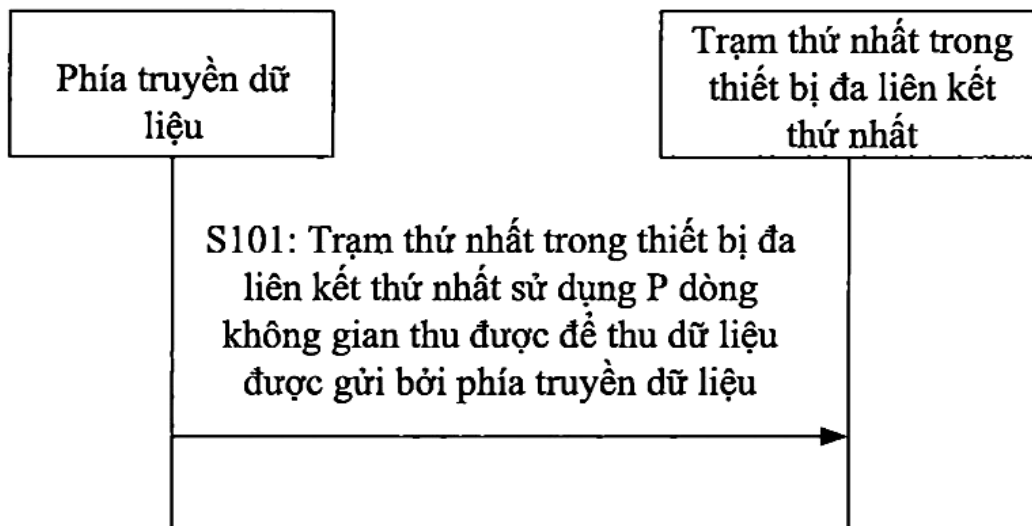 Phía truyền dữ
liệu
Trạm thứ nhất trong
thiết bị đa liên kết
thứ nhất
S101: Trạm thứ nhất trong thiết bị đa
liên kết thứ nhất sử dụng P dòng
không gian thu được để thu dữ liệu
được gửi bởi phía truyền dữ liệu